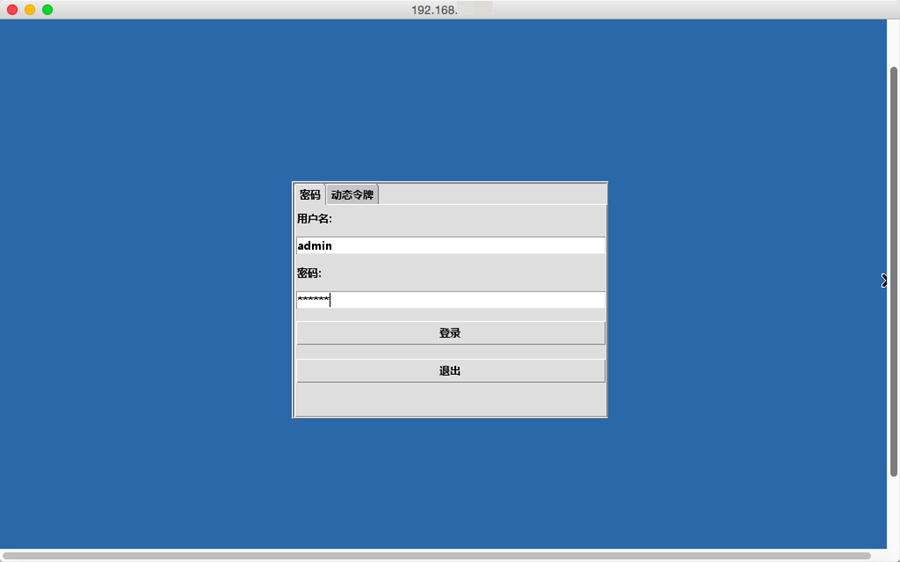 192.168.
密码 动态令牌
用户名:
admin
密码:
******
登录
退出